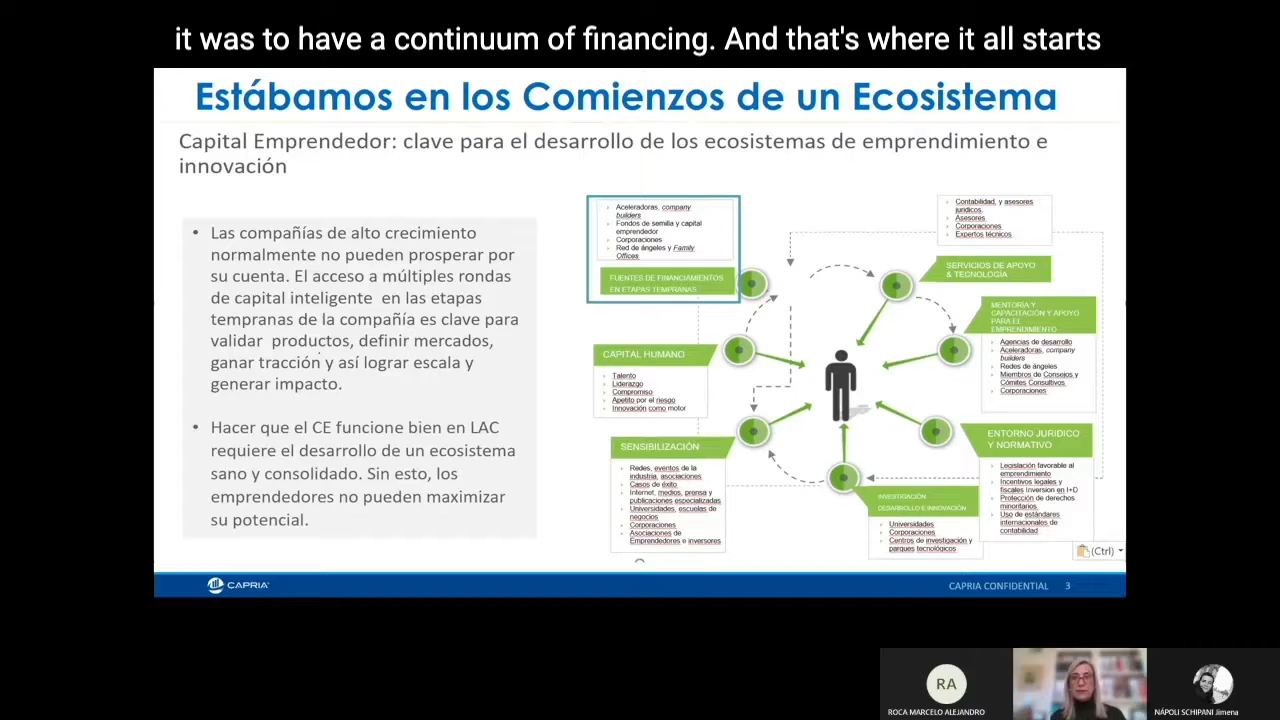 it was to have a continuum of financing. And that's where it all starts
Estábamos en los Comienzos de un Ecosistema
Capital Emprendedor: clave para el desarrollo de los ecosistemas de emprendimiento e
innovación
• Las compañías de alto crecimiento
normalmente no pueden prosperar por
su cuenta. El acceso a múltiples rondas
de capital inteligente en las etapas
tempranas de la compañía es clave para
validar productos, definir mercados,
ganar tracción y así lograr escala y
generar impacto.
• Hacer que el CE funcione bien en LAC
requiere el desarrollo de un ecosistema
sano y consolidado. Sin esto, los
emprendedores no pueden maximizar
su potencial.
Aceleradoras, company
builders
Fondos de semilla y capital
emprendedor
Corporaciones
Red de ángeles y Family
Offices
FUENTES DE FINANCIAMIENTOS
EN ETAPAS TEMPRANAS
CAPITAL HUMANO
Talento
Liderazgo
Compromiso
Apetito por el riesgo
Innovación como motor
SENSIBILIZACIÓN
Redes, eventos de la
industria, asociaciones
Casos de éxito
Internet, medios, prensa y
publicaciones especializadas
Universidades, escuelas de
negocios
Corporaciones
Asociaciones de
Emprendedores e inversores
Contabilidad, y asesores
jurídicos,
Asesores
Corporaciones
Expertos técnicos
SERVICIOS DE APOYO
& TECNOLOGÍA
MENTORÍA Y
CAPACITACIÓN Y APOYO
PARA EL
EMPRENDIMIENTO
Agencias de desarrollo
Aceleradoras, company
builders
Redes de ángeles
Miembros de Consejos y
Cómites Consultivos
Corporaciones
ENTORNO JURIDICO
Y NORMATIVO
Legislación favorable al
emprendimiento
Incentivos legales y
fiscales Inversion en I+D
Protección de derechos
minoritarios
Uso de estándares
internacionales de
contabilidad
INVESTIGACIÓN
DESARROLLO E INNOVACIÓN
Universidades
Corporaciones
Centros de investigación y
parques tecnológicos
(Ctrl)
CAPRIA
CAPRIA CONFIDENTIAL 3
RA
ROCA MARCELO ALEJANDRO
NÁPOLI SCHIPANI Jimena